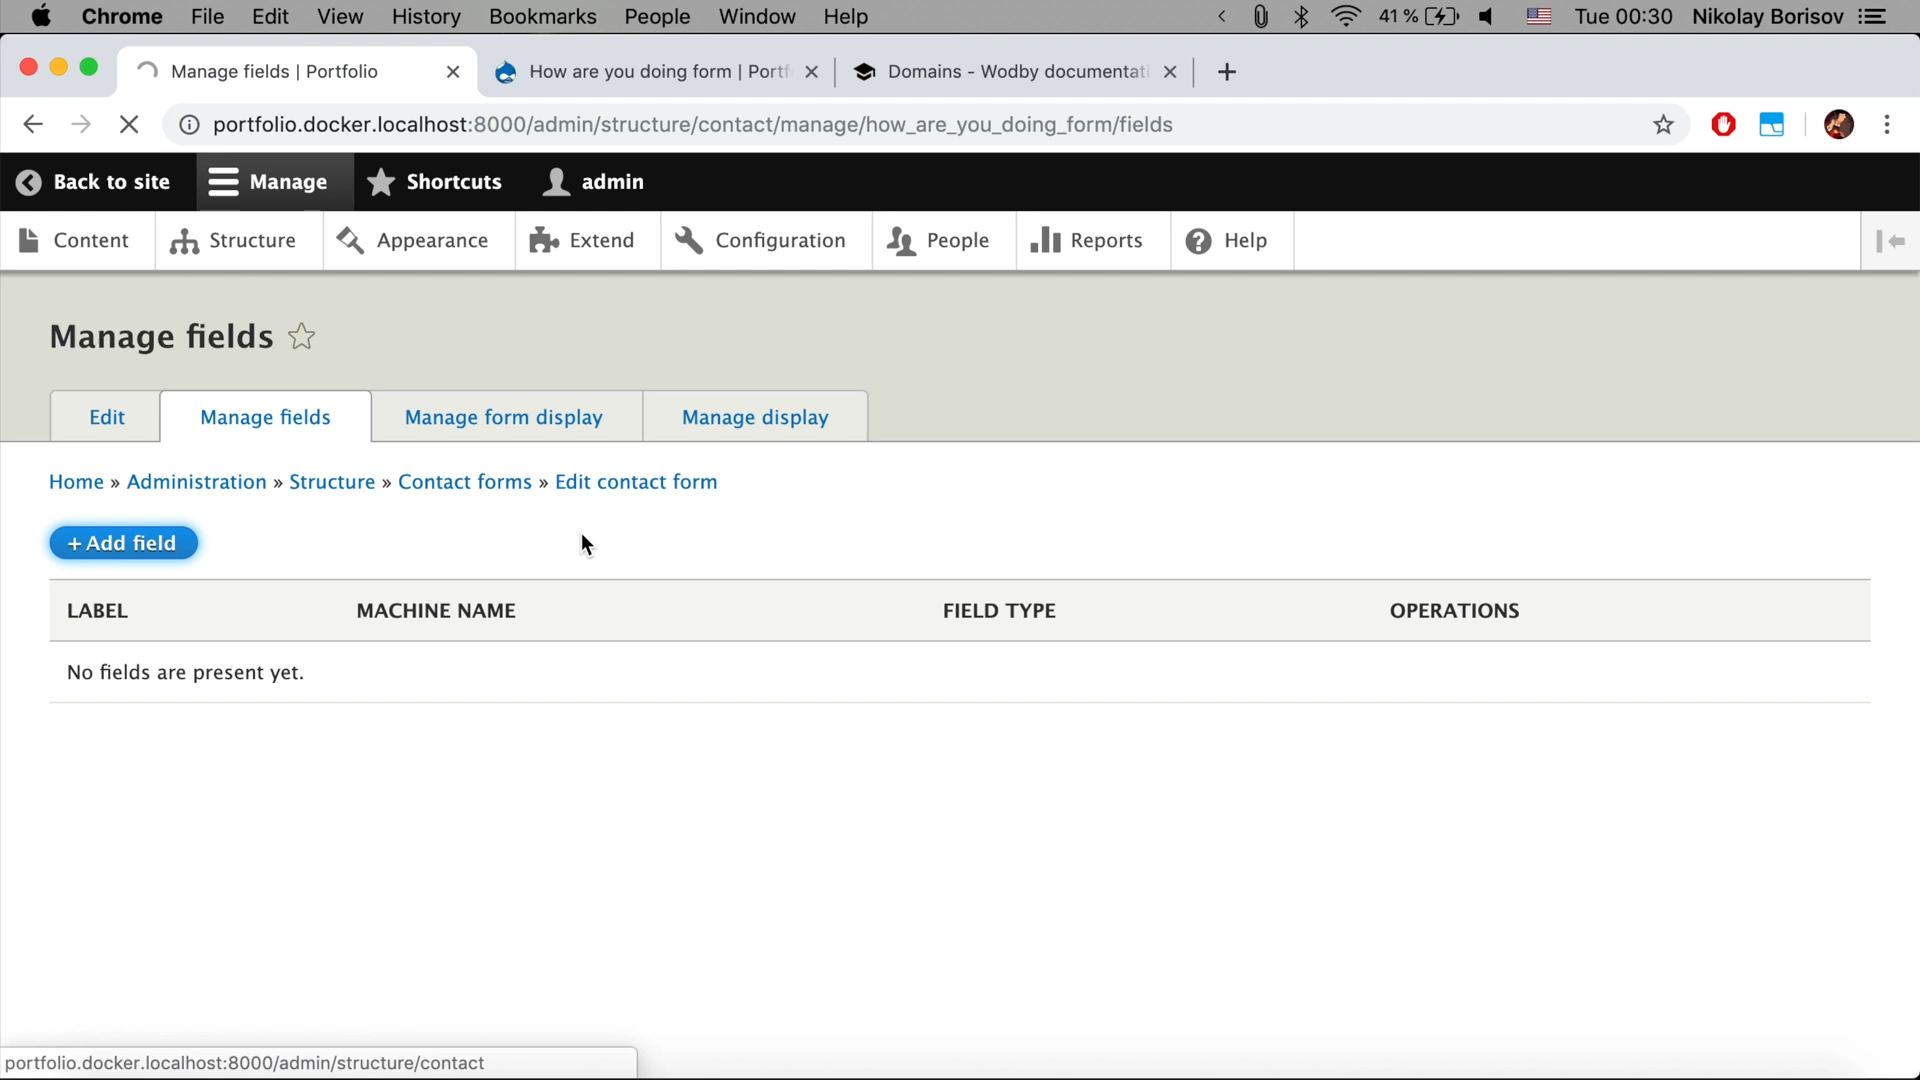 Chrome File Edit View History Bookmarks People Window Help 41 % Tue 00:30 Nikolay Borisov
Manage fields | Portfolio
How are you doing form | Portf
Domains - Wodby documentati
portfolio.docker.localhost:8000/admin/structure/contact/manage/how_are_you_doing_form/fields
Back to site Manage Shortcuts admin
Content Structure Appearance Extend Configuration People Reports Help
Manage fields
Edit Manage fields Manage form display Manage display
Home » Administration » Structure » Contact forms » Edit contact form
+ Add field
LABEL MACHINE NAME FIELD TYPE OPERATIONS
No fields are present yet.
portfolio.docker.localhost:8000/admin/structure/contact